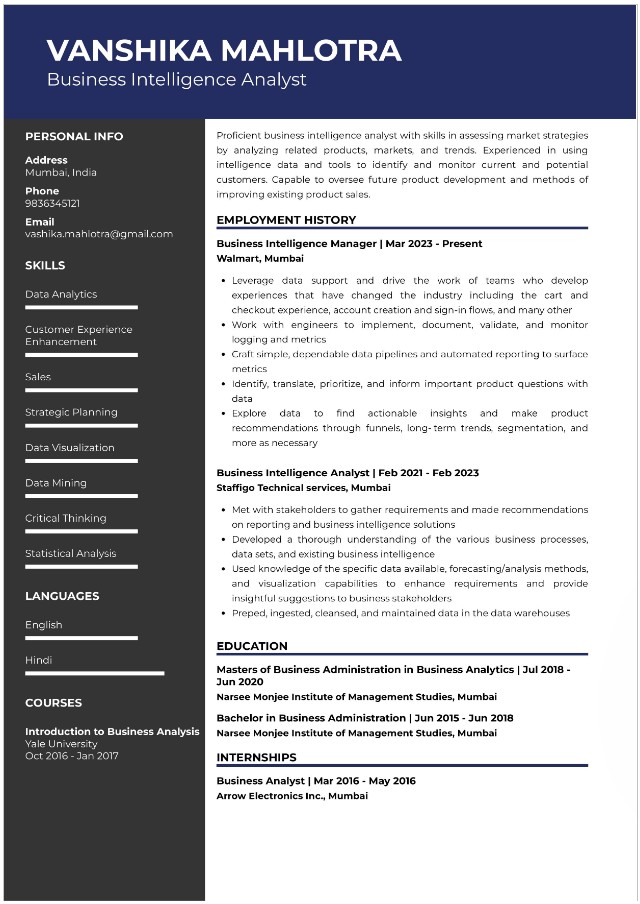 VANSHIKA MAHLOTRA
Business Intelligence Analyst
PERSONAL INFO
Address
Mumbai, India
Phone
9836345121
Email
vashika.mahlotra@gmail.com
SKILLS
Data Analytics
Customer Experience
Enhancement
Sales
Strategic Planning
Data Visualization
Data Mining
Critical Thinking
Statistical Analysis
LANGUAGES
English
Hindi
COURSES
Introduction to Business Analysis
Yale University
Oct 2016 - Jan 2017
Proficient business intelligence analyst with skills in assessing market strategies
by analyzing related products, markets, and trends. Experienced in using
intelligence data and tools to identify and monitor current and potential
customers. Capable to oversee future product development and methods of
improving existing product sales.
EMPLOYMENT HISTORY
Business Intelligence Manager | Mar 2023 - Present
Walmart, Mumbai
• Leverage data support and drive the work of teams who develop
experiences that have changed the industry including the cart and
checkout experience, account creation and sign-in flows, and many other
• Work with engineers to implement, document, validate, and monitor
logging and metrics
• Craft simple, dependable data pipelines and automated reporting to surface
metrics
• Identify, translate, prioritize, and inform important product questions with
data
• Explore data to find actionable insights and make product
recommendations through funnels, long- term trends, segmentation, and
more as necessary
Business Intelligence Analyst | Feb 2021 - Feb 2023
Staffigo Technical services, Mumbai
• Met with stakeholders to gather requirements and made recommendations
on reporting and business intelligence solutions
• Developed a thorough understanding of the various business processes,
data sets, and existing business intelligence
• Used knowledge of the specific data available, forecasting/analysis methods,
and visualization capabilities to enhance requirements and provide
insightful suggestions to business stakeholders
• Preped, ingested, cleansed, and maintained data in the data warehouses
EDUCATION
Masters of Business Administration in Business Analytics | Jul 2018 -
Jun 2020
Narsee Monjee Institute of Management Studies, Mumbai
Bachelor in Business Administration | Jun 2015 - Jun 2018
Narsee Monjee Institute of Management Studies, Mumbai
INTERNSHIPS
Business Analyst | Mar 2016 - May 2016
Arrow Electronics Inc., Mumbai